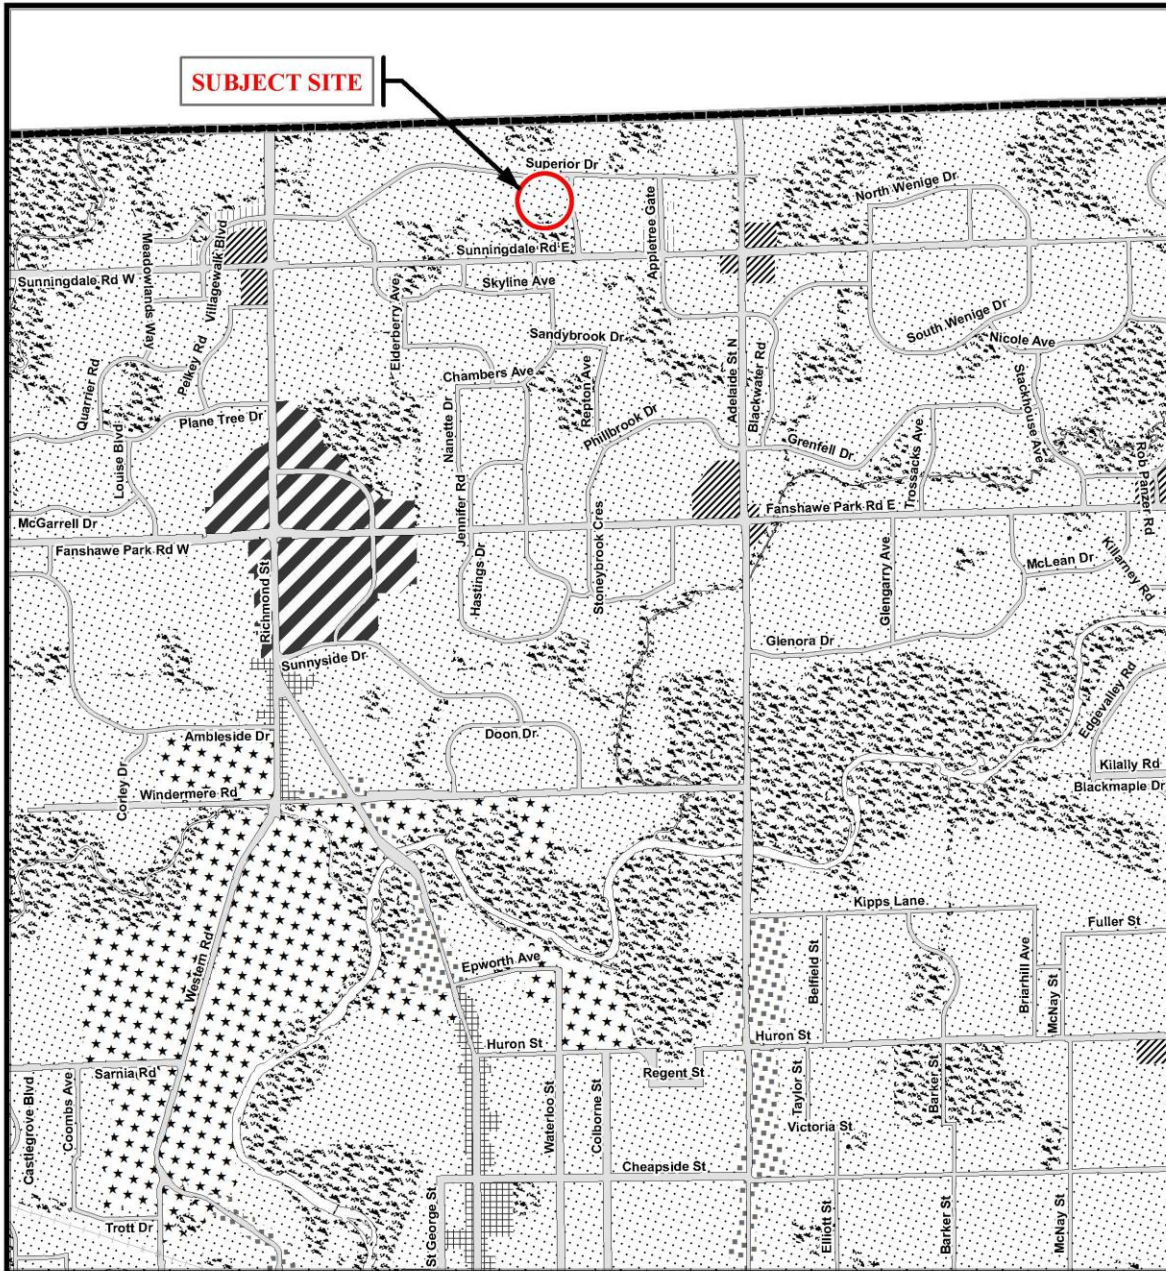 SUBJECT SITE
Superior Dr
North Wenige Dr
Appletree Gate
Meadowlands Way
Villagewalk Blvd
Sunningdale Rd E
Sunningdale Rd W
Skyline Ave
Elderberry Ave
Sandybrook Dr
South Wenige Dr
Nicole Ave
Quarrier Rd
Pelkey Rd
Chambers Ave
Repton Ave
Adelaide St N
Blackwater Rd
Stackhouse Ave
Plane Tree Dr
Nanette Dr
Phillbrook Dr
Louise Blvd
Grenfell Dr
Trossacks Ave
Rob Panzer Rd
McGarrell Dr
Jennifer Rd
Fanshawe Park Rd E
Fanshawe Park Rd W
Stoneybrook Cres
Hastings Dr
Glengarry Ave
McLean Dr
Killarney Rd
Richmond St
Glenora Dr
Sunnyside Dr
Edgevalley Rd
Ambleside Dr
Doon Dr
Corley Dr
Kilally Rd
Windermere Rd
Blackmaple Dr
Kipps Lane
Fuller St
Western Rd
Epworth Ave
Belfield St
Briarhill Ave
McNay St
Huron St
Huron St
Sarnia Rd
Regent St
Castlegrove Blvd
Coombs Ave
Waterloo St
Colborne St
Taylor St
Barker St
Victoria St
Cheapside St
Trott Dr
St George St
Elliott St
Barker St
McNay St